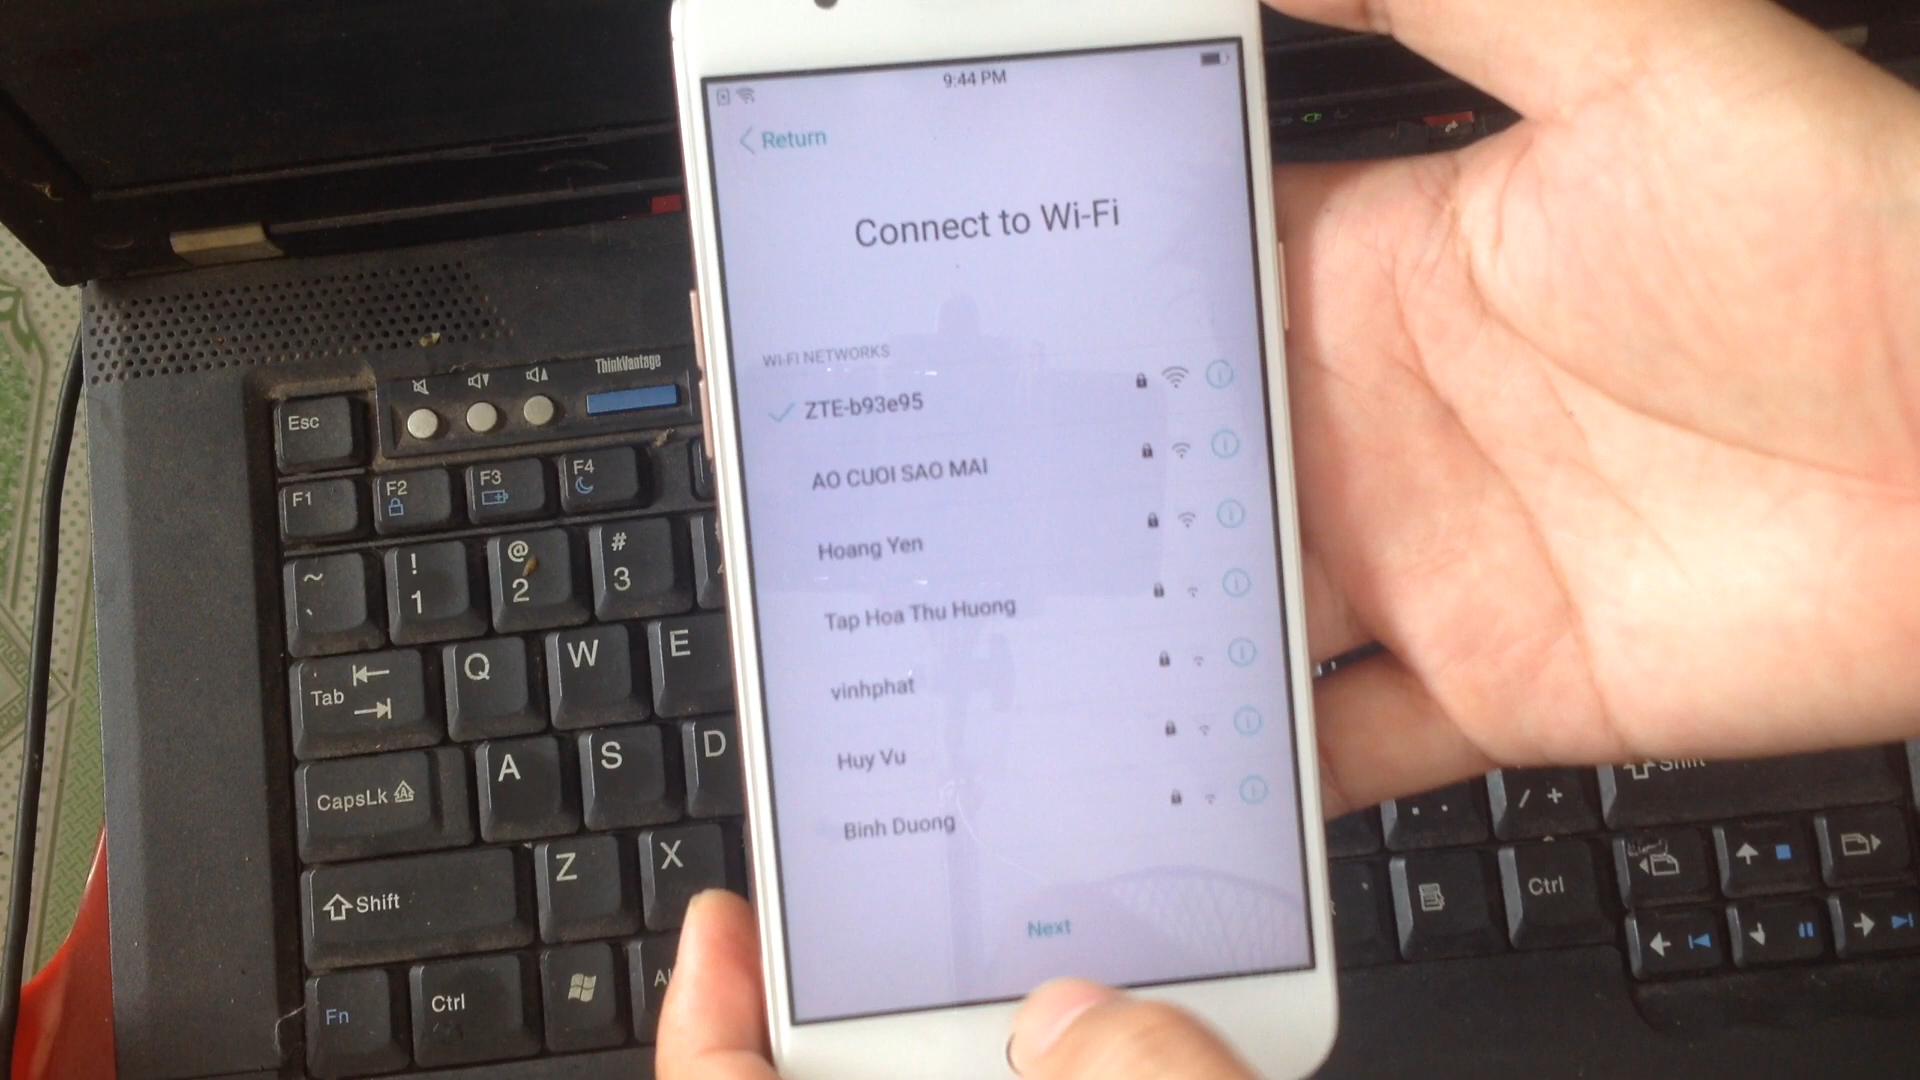 9:44 PM
Return
Connect to Wi-Fi
WI-FI NETWORKS
ZTE-b93e95
AO CUOI SAO MAI
Hoang Yen
Tap Hoa Thu Huong
vinhphat
Huy Vu
Binh Duong
Next
ThinkVantage
Esc
F1 F2 F3 F4
~ ` ! 1 @ 2 # 3
Tab Q W E
CapsLk A S D
Shift Z X
Fn Ctrl
/ +
Shift
Ctrl